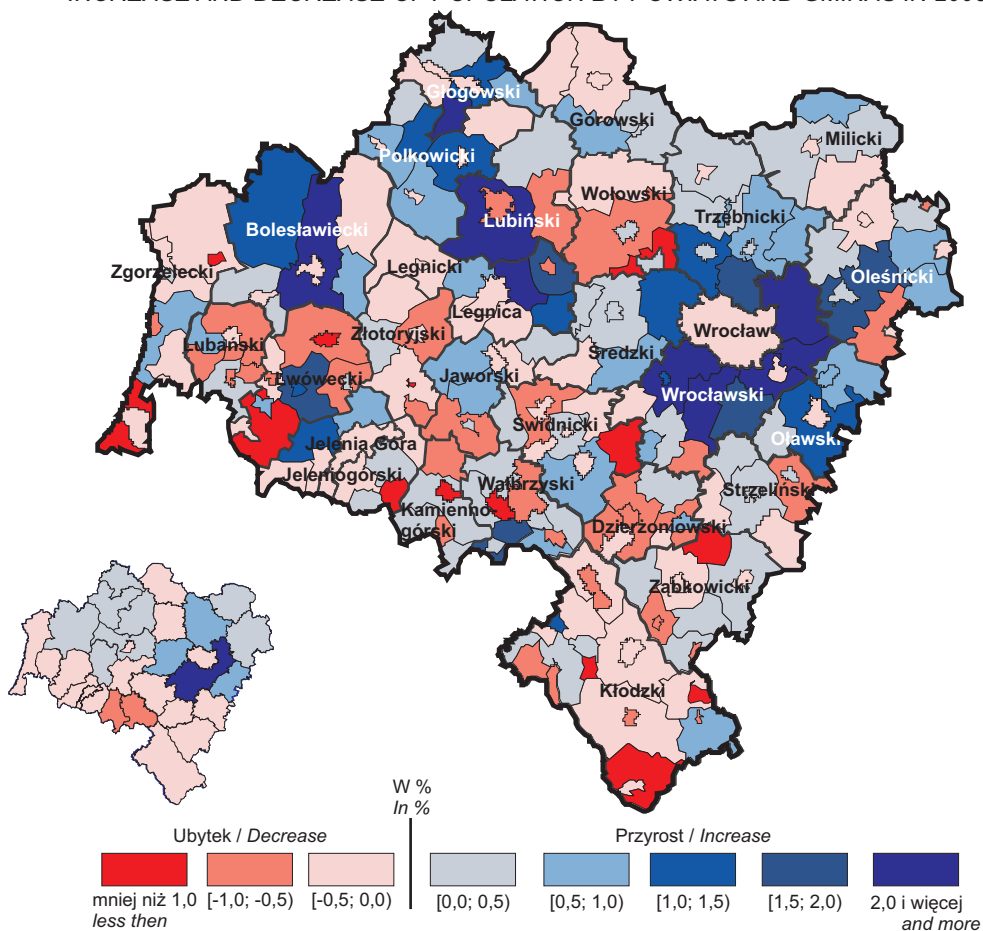 Głogowski
Górowski
Milicki
Polkowicki
Wołowski
Lubiński
Trzebnicki
Bolesławiecki
Zgorzelecki
Legnicki
Oleśnicki
Legnica
Złotoryjski
Wrocław
Lubański
Średzki
Lwówecki
Jaworski
Wrocławski
Świdnicki
Oławski
Jelenia Góra
Jeleniogórski
Wałbrzyski
Strzeliński
Kamienno-
górski
Dzierżoniowski
Ząbkowicki
Kłodzki
W %
In %
Ubytek / Decrease
Przyrost / Increase
mniej niż 1,0
less then
[-1,0; -0,5)
[-0,5; 0,0)
[0,0; 0,5)
[0,5; 1,0)
[1,0; 1,5)
[1,5; 2,0)
2,0 i więcej
and more